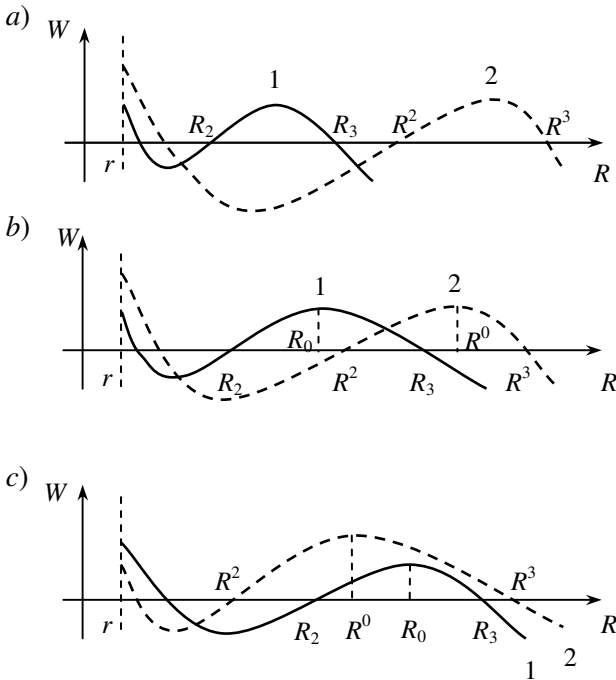 a)
W
1
2
R₂
R₃
R²
R³
r
R
b)
W
1
2
R₀
R⁰
r
R₂
R²
R₃
R³
R
c)
W
R²
R³
r
R₂
R⁰
R₀
R₃
R
1
2